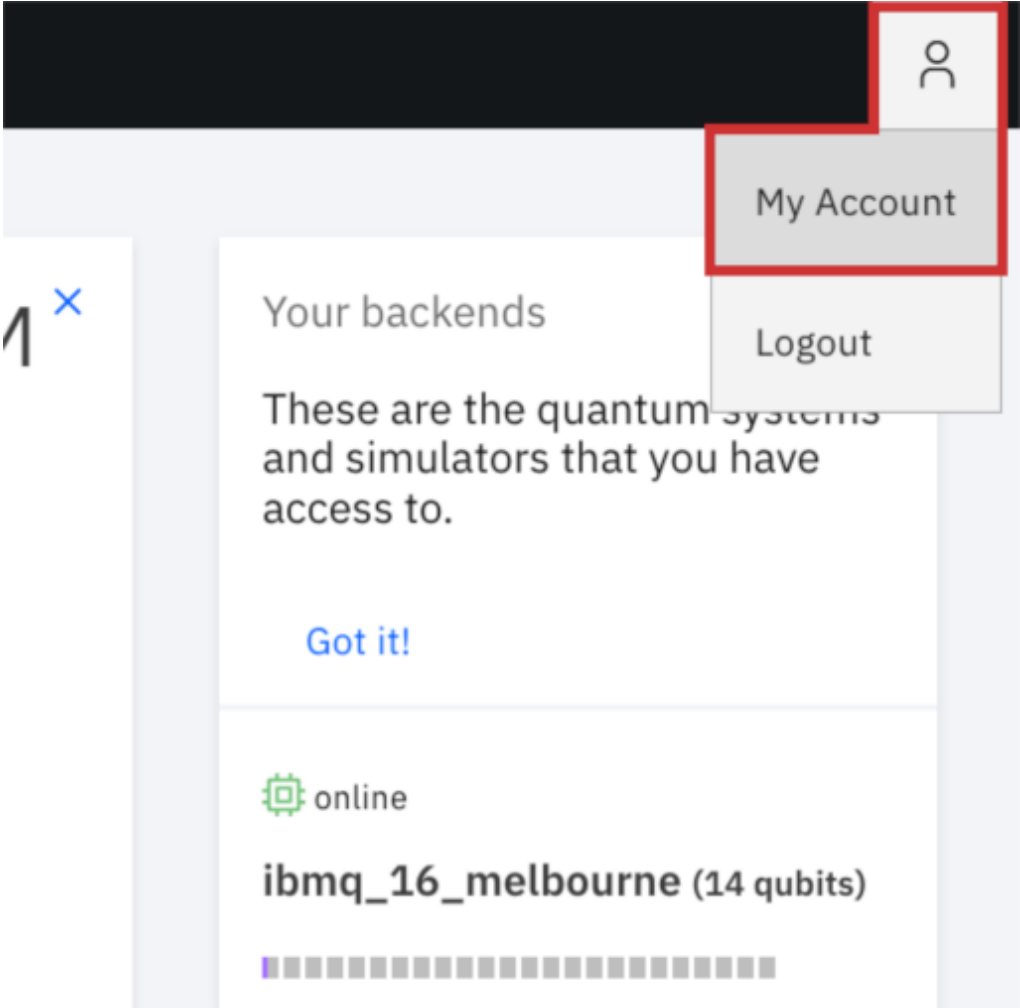 My Account
Logout
Your backends
These are the quantum systems
and simulators that you have
access to.
Got it!
online
ibmq_16_melbourne (14 qubits)